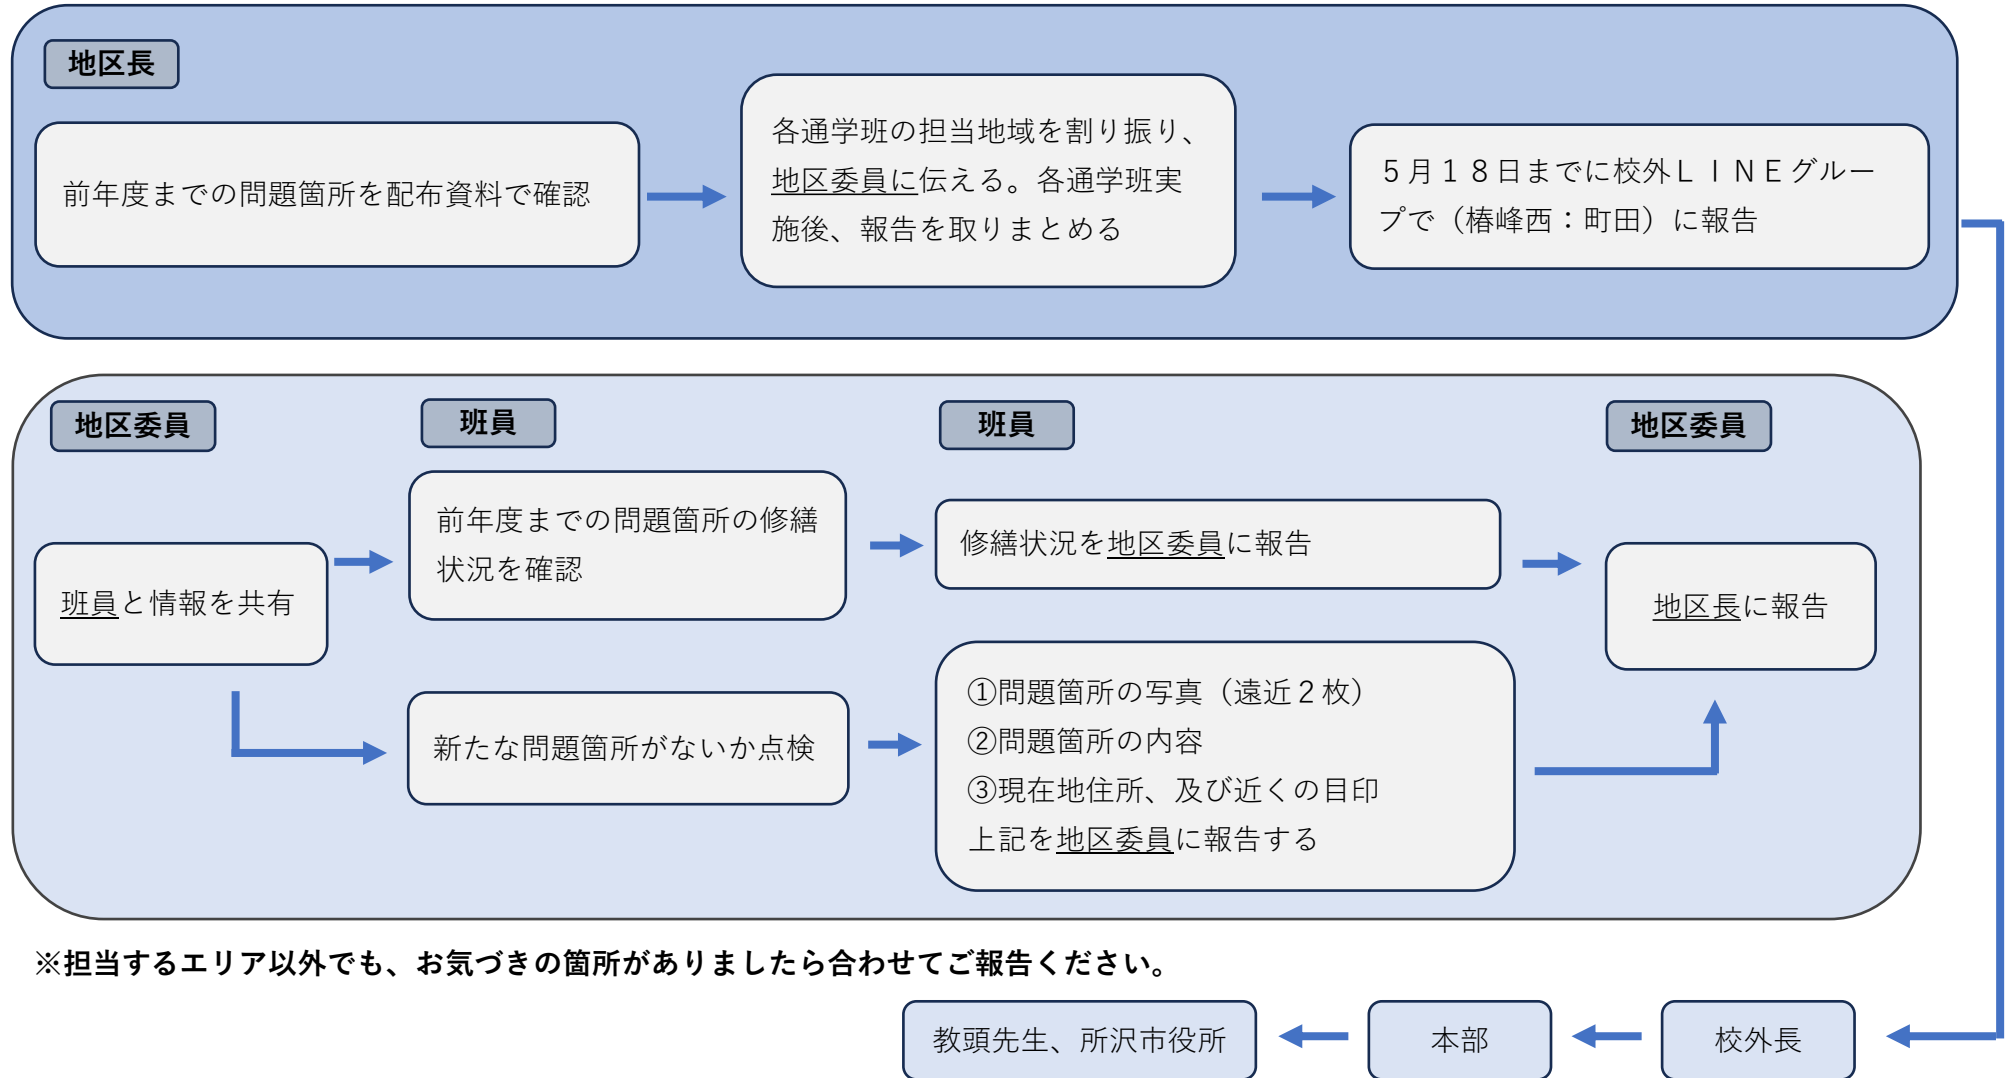 地区長
前年度までの問題箇所を配布資料で確認
各通学班の担当地域を割り振り、
地区委員に伝える。各通学班実
施後、報告を取りまとめる
５月１８日までに校外ＬＩＮＥグルー
プで（椿峰西：町田）に報告
地区委員
班員
班員
地区委員
班員と情報を共有
前年度までの問題箇所の修繕
状況を確認
修繕状況を地区委員に報告
地区長に報告
新たな問題箇所がないか点検
①問題箇所の写真（遠近２枚）
②問題箇所の内容
③現在地住所、及び近くの目印
上記を地区委員に報告する
※担当するエリア以外でも、お気づきの箇所がありましたら合わせてご報告ください。
教頭先生、所沢市役所
本部
校外長